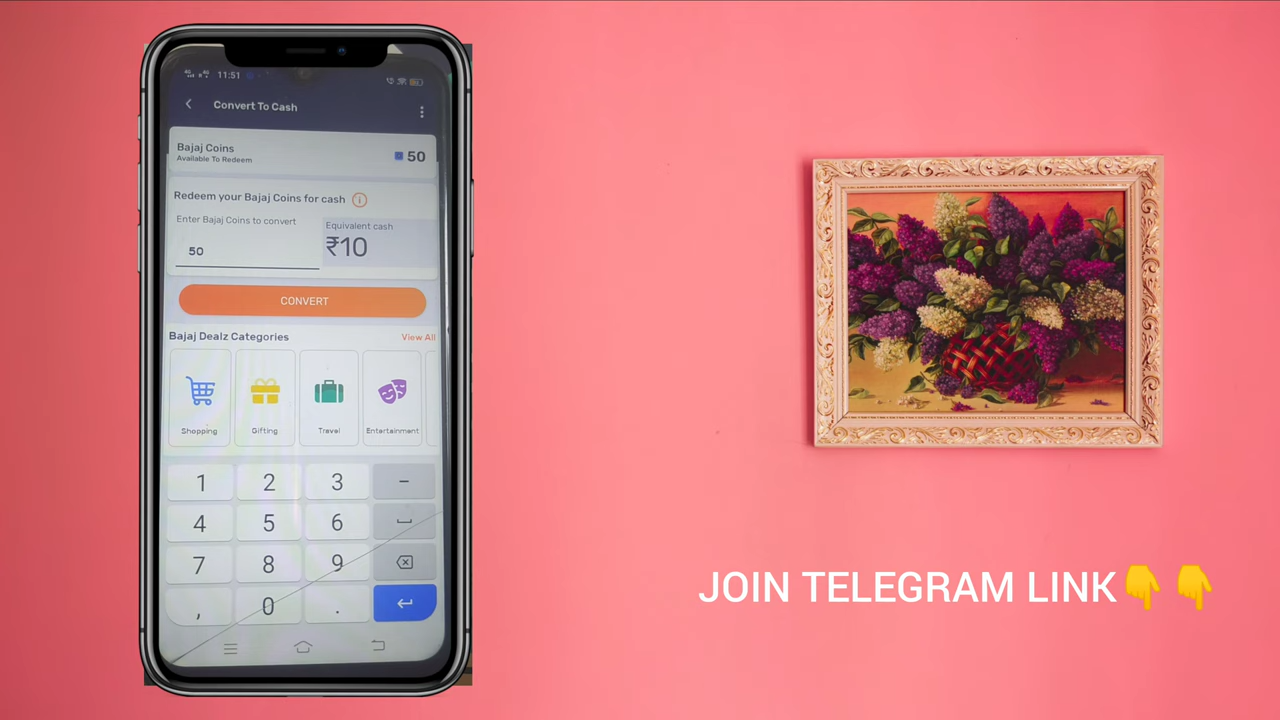 11:51
Convert To Cash
Bajaj Coins
Available To Redeem
50
Redeem your Bajaj Coins for cash
Enter Bajaj Coins to convert
50
Equivalent cash
₹10
CONVERT
Bajaj Dealz Categories
View All
Shopping
Gifting
Travel
Entertainment
1 2 3 -
4 5 6
7 8 9
, 0 .
JOIN TELEGRAM LINK👇👇